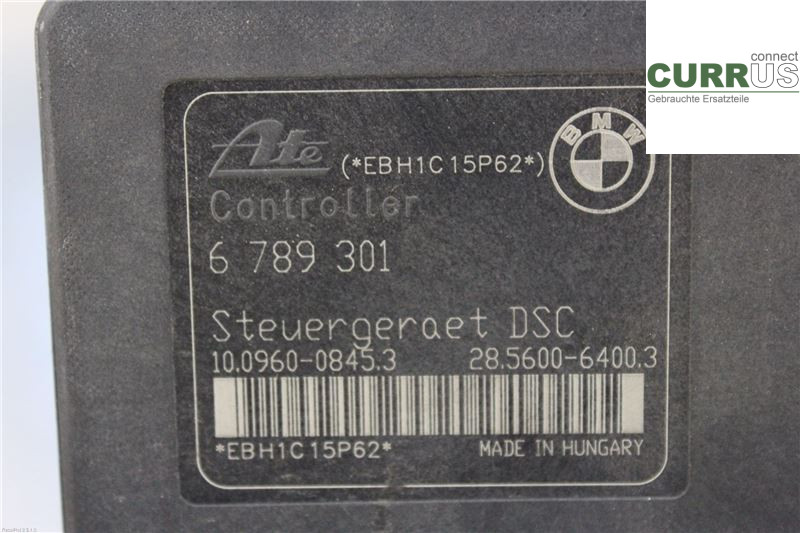 connect
CURRUS
Gebrauchte Ersatzteile
Ate (*EBH1C15P62*) BMW
Controller
6 789 301
Steuergeraet DSC
10.0960-0845.3 28.5600-6400.3
*EBH1C15P62* MADE IN HUNGARY